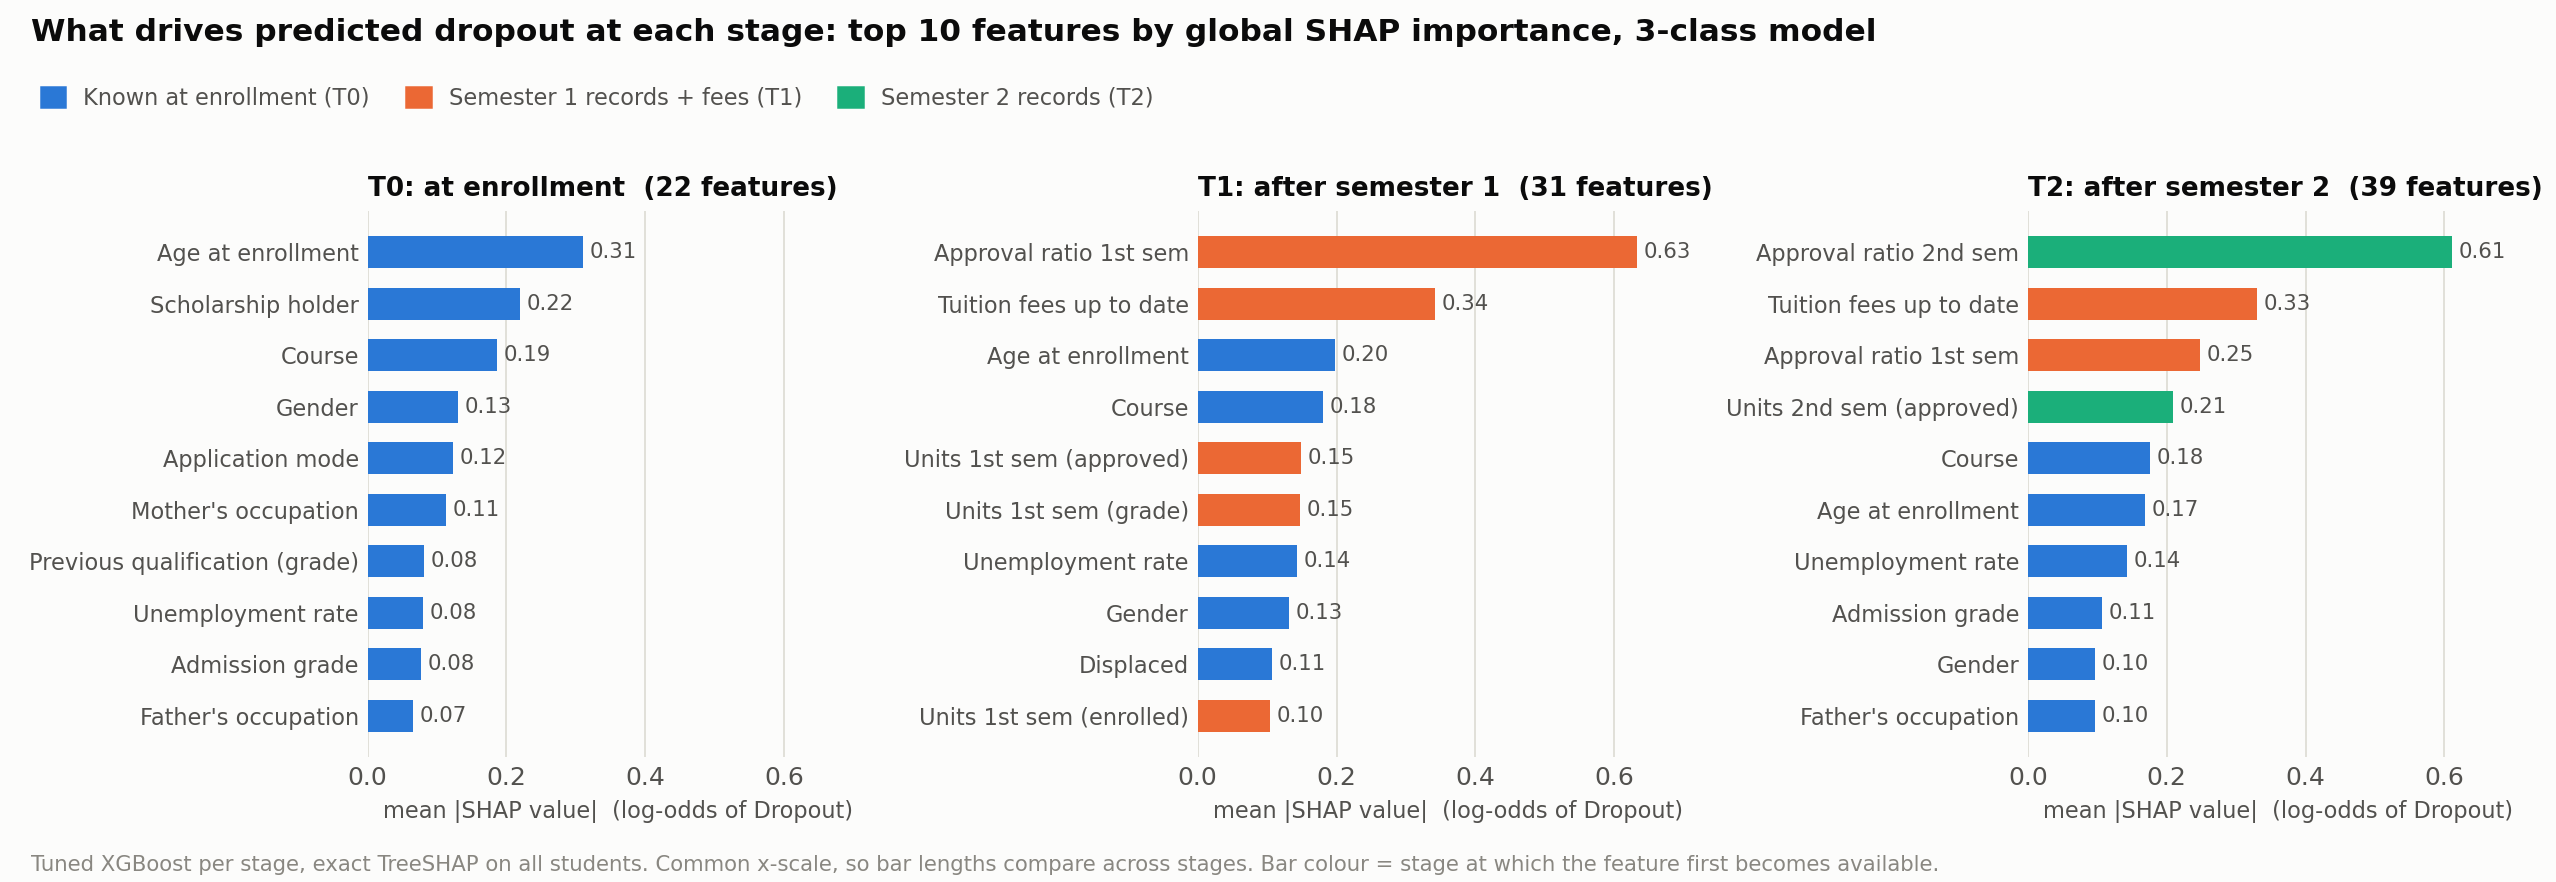 What drives predicted dropout at each stage: top 10 features by global SHAP importance, 3-class model
Known at enrollment (T0)
Semester 1 records + fees (T1)
Semester 2 records (T2)
T0: at enrollment  (22 features)
Age at enrollment 0.31
Scholarship holder 0.22
Course 0.19
Gender 0.13
Application mode 0.12
Mother's occupation 0.11
Previous qualification (grade) 0.08
Unemployment rate 0.08
Admission grade 0.08
Father's occupation 0.07
0.0 0.2 0.4 0.6
mean |SHAP value|  (log-odds of Dropout)
T1: after semester 1  (31 features)
Approval ratio 1st sem 0.63
Tuition fees up to date 0.34
Age at enrollment 0.20
Course 0.18
Units 1st sem (approved) 0.15
Units 1st sem (grade) 0.15
Unemployment rate 0.14
Gender 0.13
Displaced 0.11
Units 1st sem (enrolled) 0.10
0.0 0.2 0.4 0.6
mean |SHAP value|  (log-odds of Dropout)
T2: after semester 2  (39 features)
Approval ratio 2nd sem 0.61
Tuition fees up to date 0.33
Approval ratio 1st sem 0.25
Units 2nd sem (approved) 0.21
Course 0.18
Age at enrollment 0.17
Unemployment rate 0.14
Admission grade 0.11
Gender 0.10
Father's occupation 0.10
0.0 0.2 0.4 0.6
mean |SHAP value|  (log-odds of Dropout)
Tuned XGBoost per stage, exact TreeSHAP on all students. Common x-scale, so bar lengths compare across stages. Bar colour = stage at which the feature first becomes available.